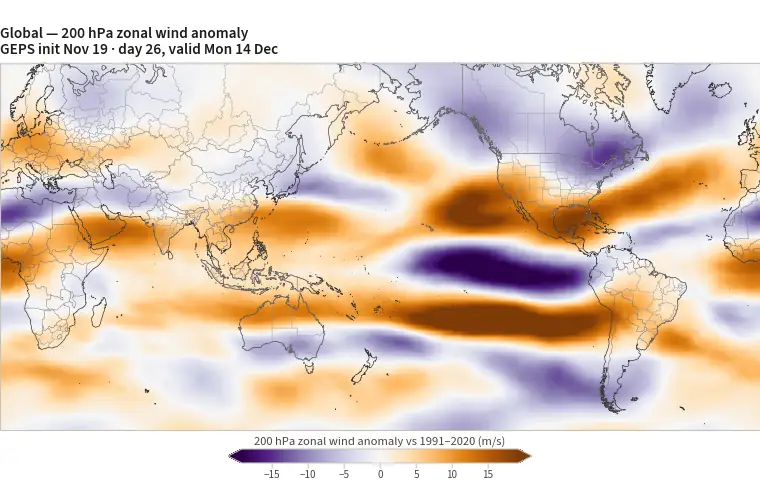 Global — 200 hPa zonal wind anomaly
GEPS init Nov 19 · day 26, valid Mon 14 Dec
200 hPa zonal wind anomaly vs 1991–2020 (m/s)
−15 −10 −5 0 5 10 15